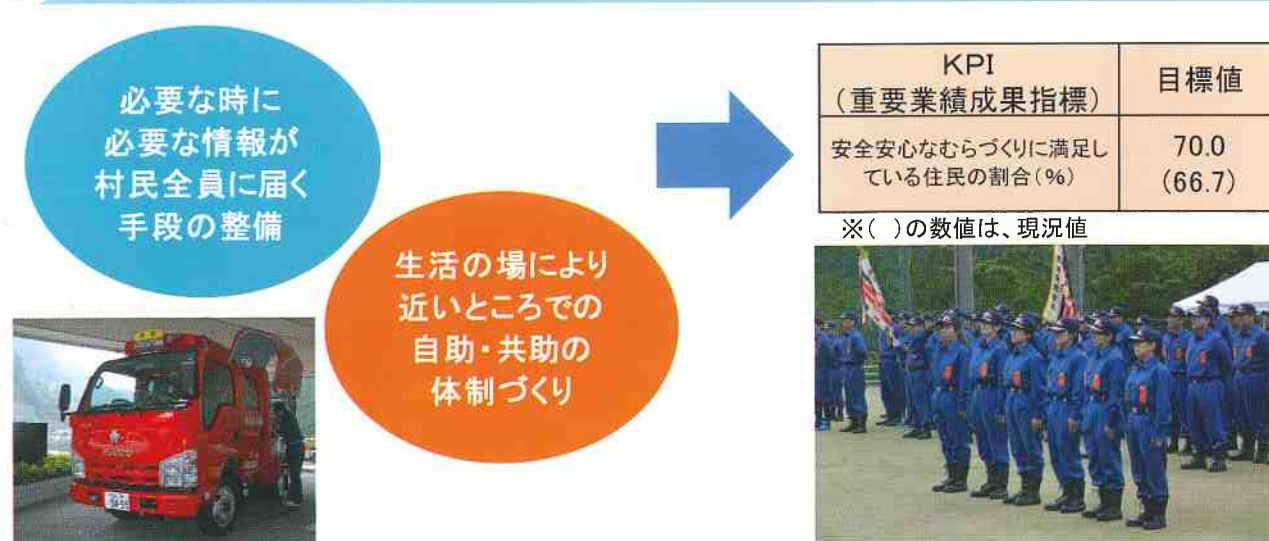 必要な時に
必要な情報が
村民全員に届く
手段の整備
生活の場により
近いところでの
自助・共助の
体制づくり
KPI
(重要業績成果指標)
目標値
安全安心なむらづくりに満足し
ている住民の割合(%)
70.0
(66.7)
※( )の数値は、現況値